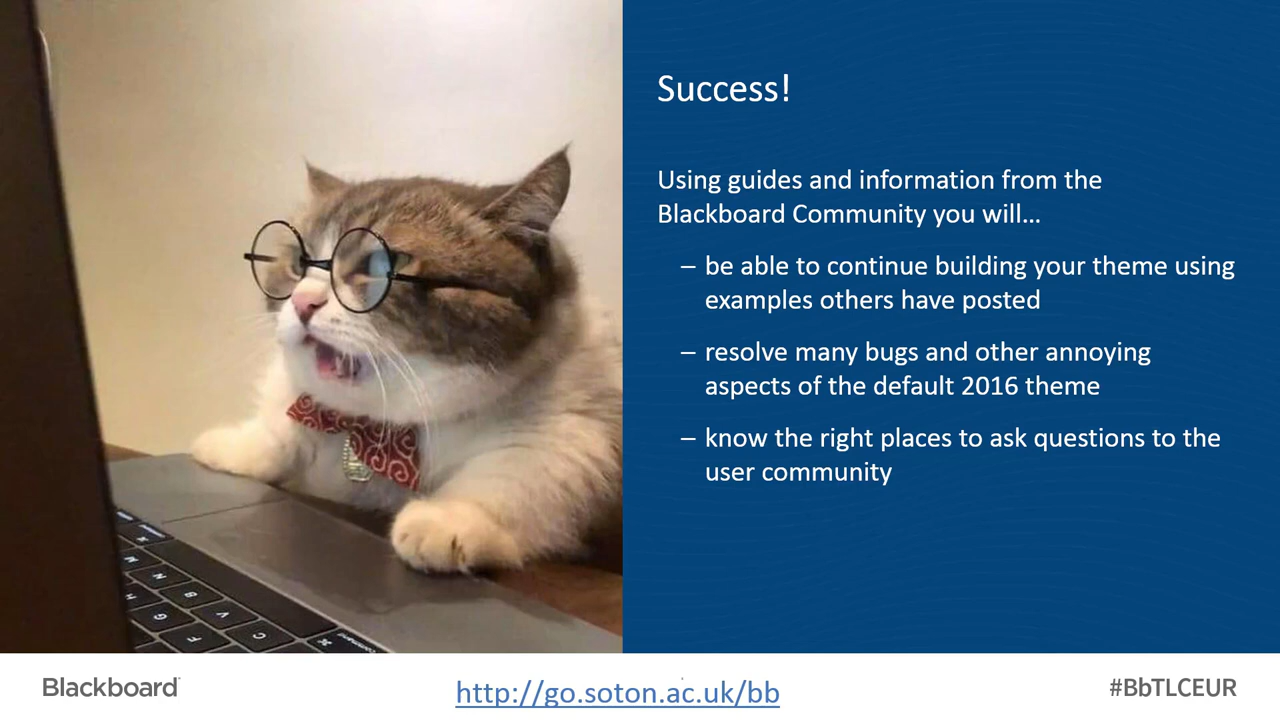 Success!
Using guides and information from the
Blackboard Community you will…
– be able to continue building your theme using
examples others have posted
– resolve many bugs and other annoying
aspects of the default 2016 theme
– know the right places to ask questions to the
user community
Blackboard
http://go.soton.ac.uk/bb
#BbTLCEUR